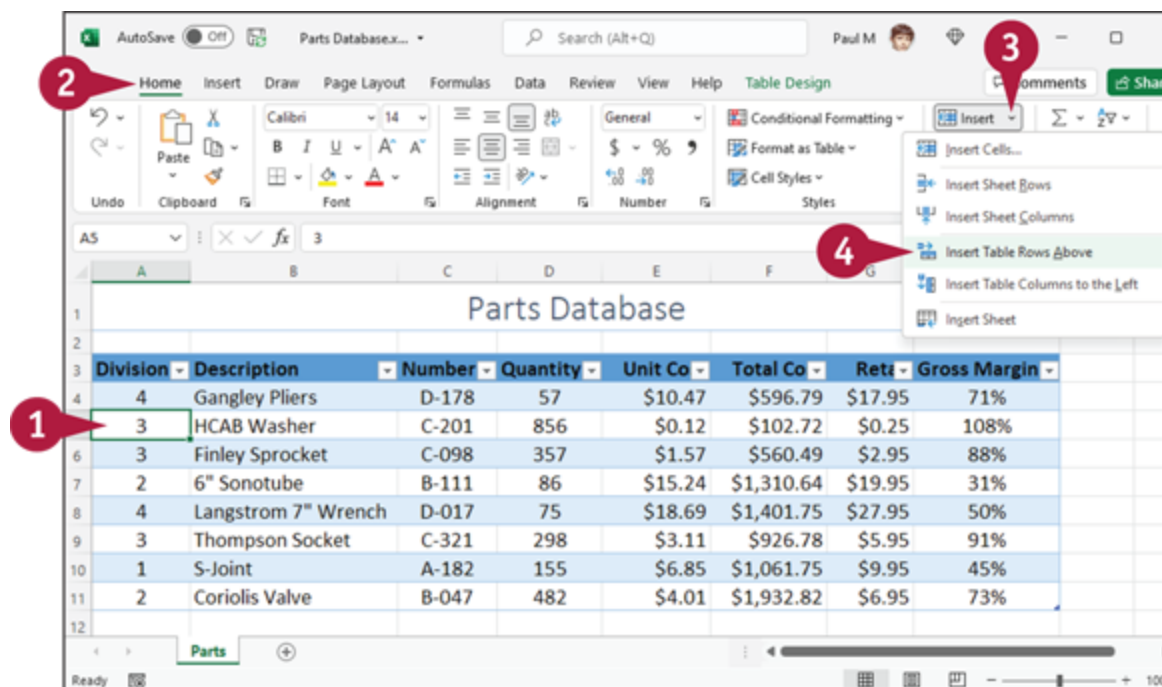 AutoSave Off Parts Database.x... Search (Alt+Q) Paul M
3
2
Home Insert Draw Page Layout Formulas Data Review View Help Table Design Comments Shar
Calibri 14 General Conditional Formatting Insert
Paste B I U A A $ % 9 Format as Table
Cell Styles
Undo Clipboard Font Alignment Number Styles
Insert Cells...
Insert Sheet Rows
Insert Sheet Columns
4
Insert Table Rows Above
Insert Table Columns to the Left
Insert Sheet
A5 fx 3
A B C D E F G
1 Parts Database
2
3 Division Description Number Quantity Unit Co Total Co Reta Gross Margin
4 4 Gangley Pliers D-178 57 $10.47 $596.79 $17.95 71%
1
3 HCAB Washer C-201 856 $0.12 $102.72 $0.25 108%
6 3 Finley Sprocket C-098 357 $1.57 $560.49 $2.95 88%
7 2 6" Sonotube B-111 86 $15.24 $1,310.64 $19.95 31%
8 4 Langstrom 7" Wrench D-017 75 $18.69 $1,401.75 $27.95 50%
9 3 Thompson Socket C-321 298 $3.11 $926.78 $5.95 91%
10 1 S-Joint A-182 155 $6.85 $1,061.75 $9.95 45%
11 2 Coriolis Valve B-047 482 $4.01 $1,932.82 $6.95 73%
12
Parts
Ready 100